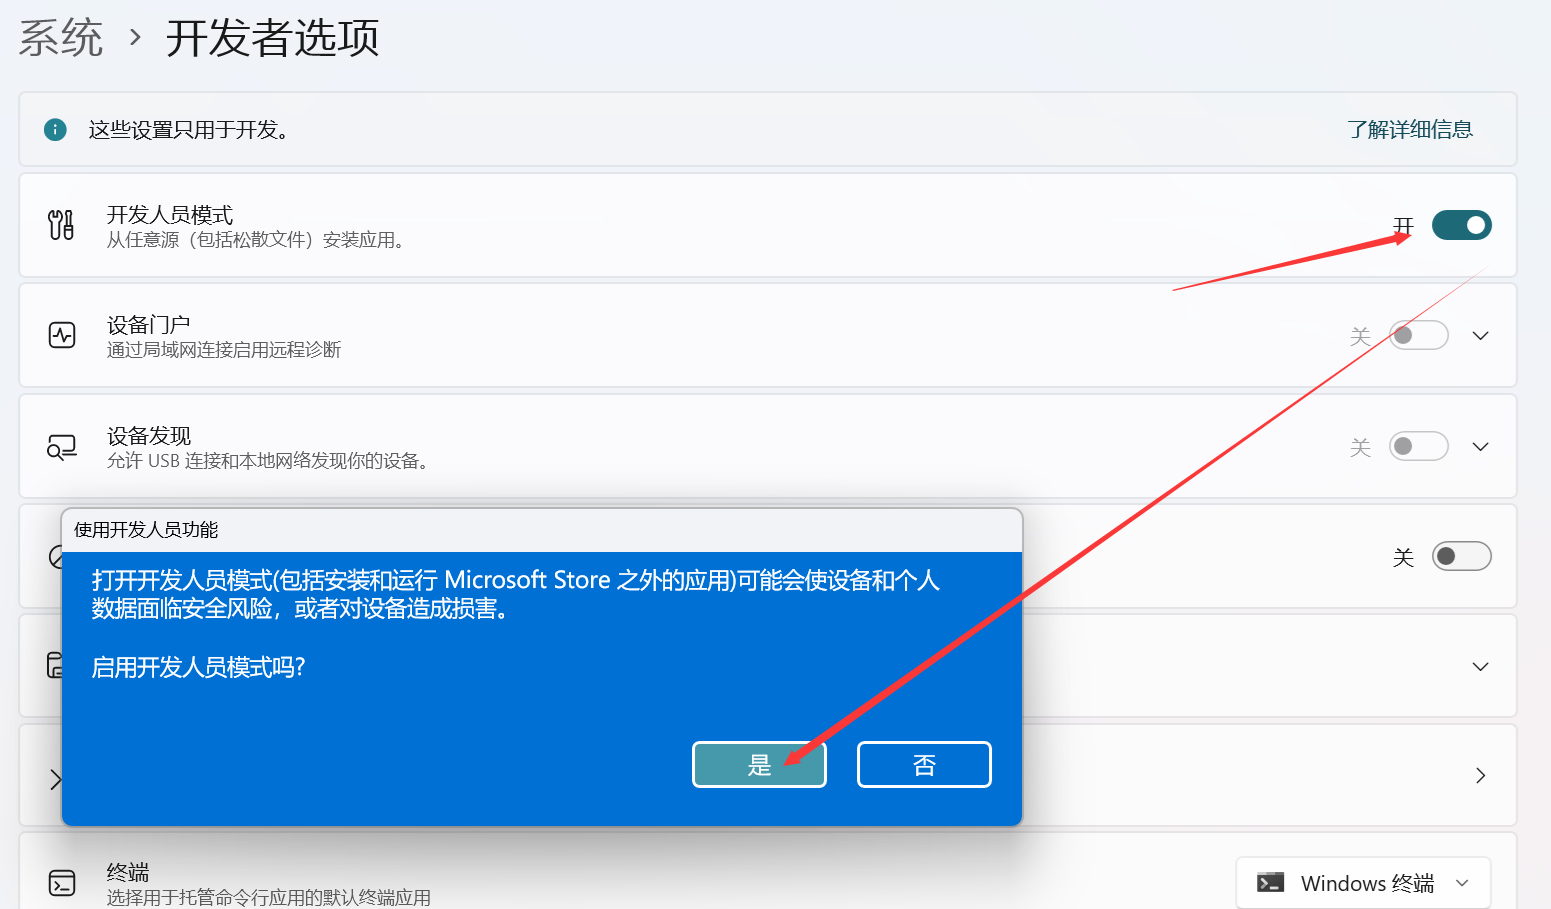 系统 › 开发者选项
这些设置只用于开发。
了解详细信息
开发人员模式
从任意源（包括松散文件）安装应用。
开
设备门户
通过局域网连接启用远程诊断
关
设备发现
允许 USB 连接和本地网络发现你的设备。
关
关
使用开发人员功能
打开开发人员模式(包括安装和运行 Microsoft Store 之外的应用)可能会使设备和个人
数据面临安全风险，或者对设备造成损害。
启用开发人员模式吗?
是
否
终端
选择用于托管命令行应用的默认终端应用
Windows 终端